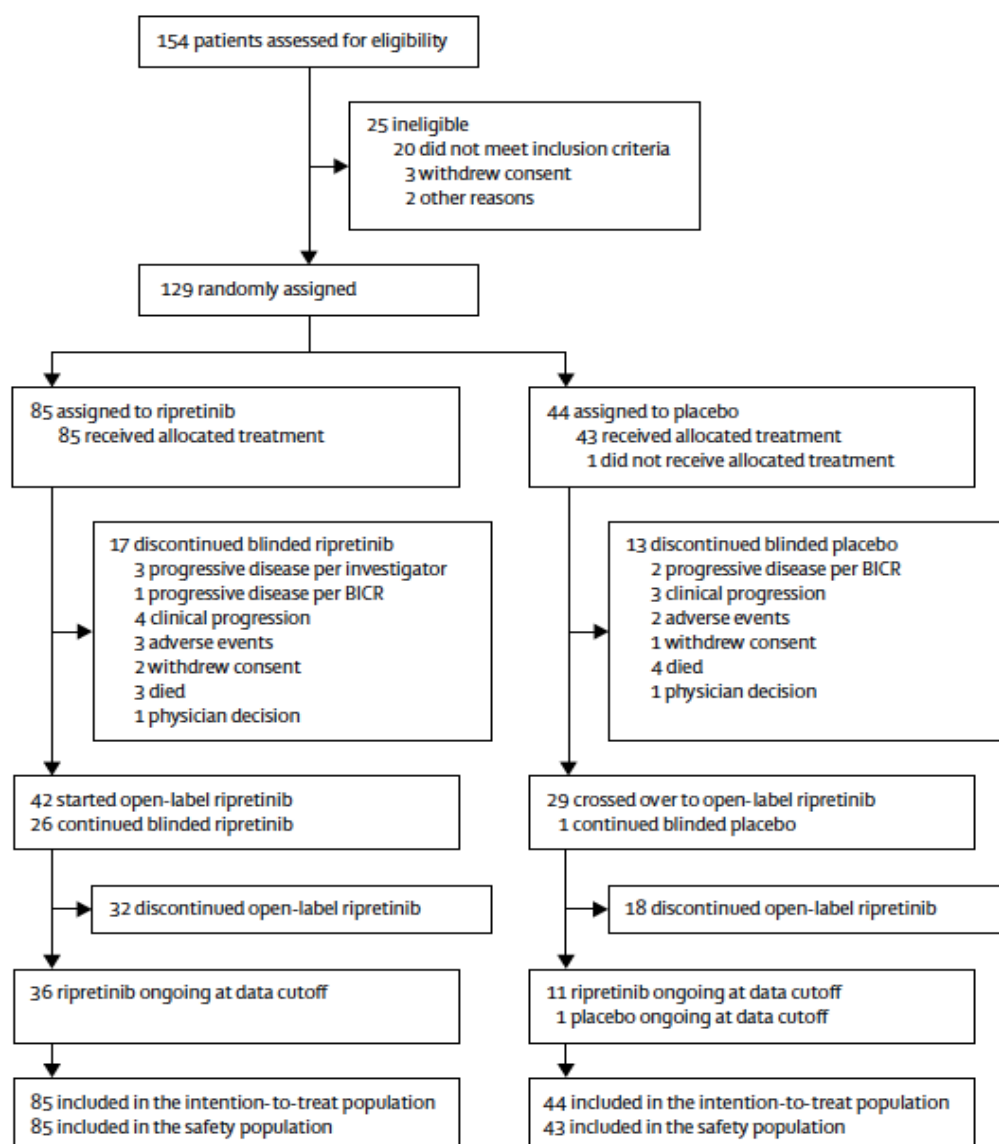 154 patients assessed for eligibility
25 ineligible
20 did not meet inclusion criteria
3 withdrew consent
2 other reasons
129 randomly assigned
85 assigned to ripretinib
85 received allocated treatment
44 assigned to placebo
43 received allocated treatment
1 did not receive allocated treatment
17 discontinued blinded ripretinib
3 progressive disease per investigator
1 progressive disease per BICR
4 clinical progression
3 adverse events
2 withdrew consent
3 died
1 physician decision
13 discontinued blinded placebo
2 progressive disease per BICR
3 clinical progression
2 adverse events
1 withdrew consent
4 died
1 physician decision
42 started open-label ripretinib
26 continued blinded ripretinib
29 crossed over to open-label ripretinib
1 continued blinded placebo
32 discontinued open-label ripretinib
18 discontinued open-label ripretinib
36 ripretinib ongoing at data cutoff
11 ripretinib ongoing at data cutoff
1 placebo ongoing at data cutoff
85 included in the intention-to-treat population
85 included in the safety population
44 included in the intention-to-treat population
43 included in the safety population